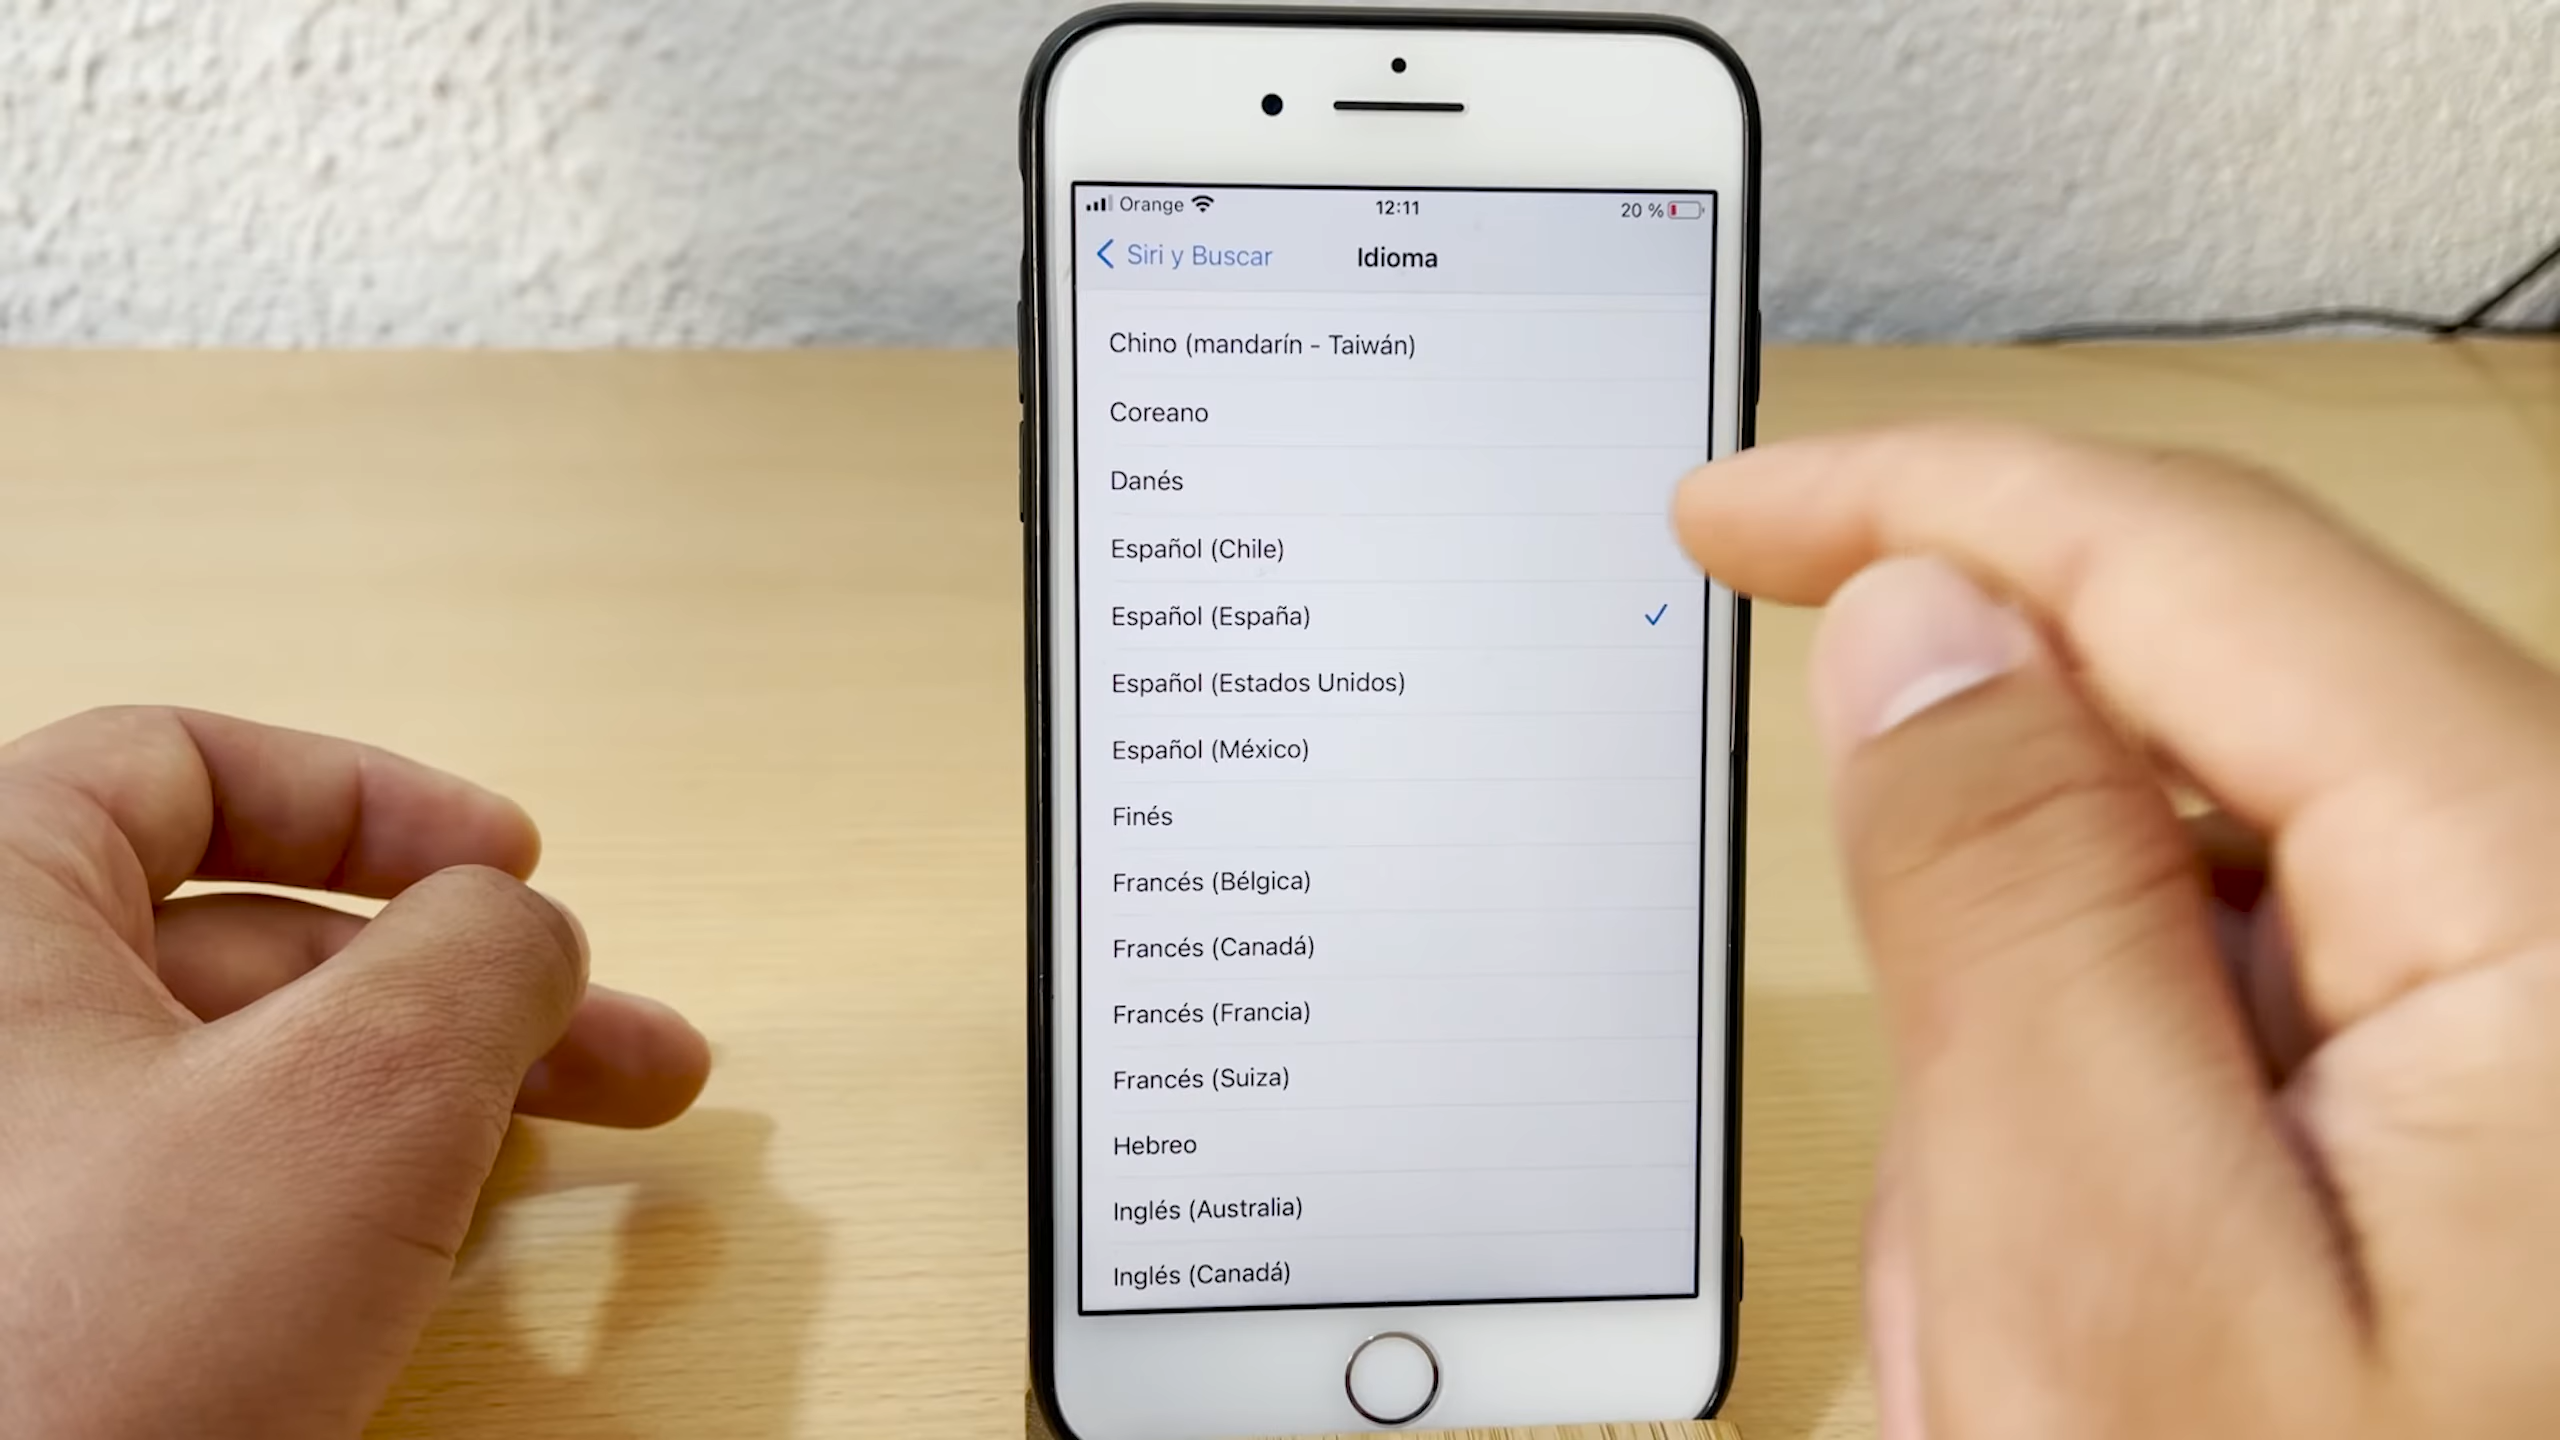 Orange 12:11 20 %
Siri y Buscar Idioma
Chino (mandarín - Taiwán)
Coreano
Danés
Español (Chile)
Español (España)
Español (Estados Unidos)
Español (México)
Finés
Francés (Bélgica)
Francés (Canadá)
Francés (Francia)
Francés (Suiza)
Hebreo
Inglés (Australia)
Inglés (Canadá)